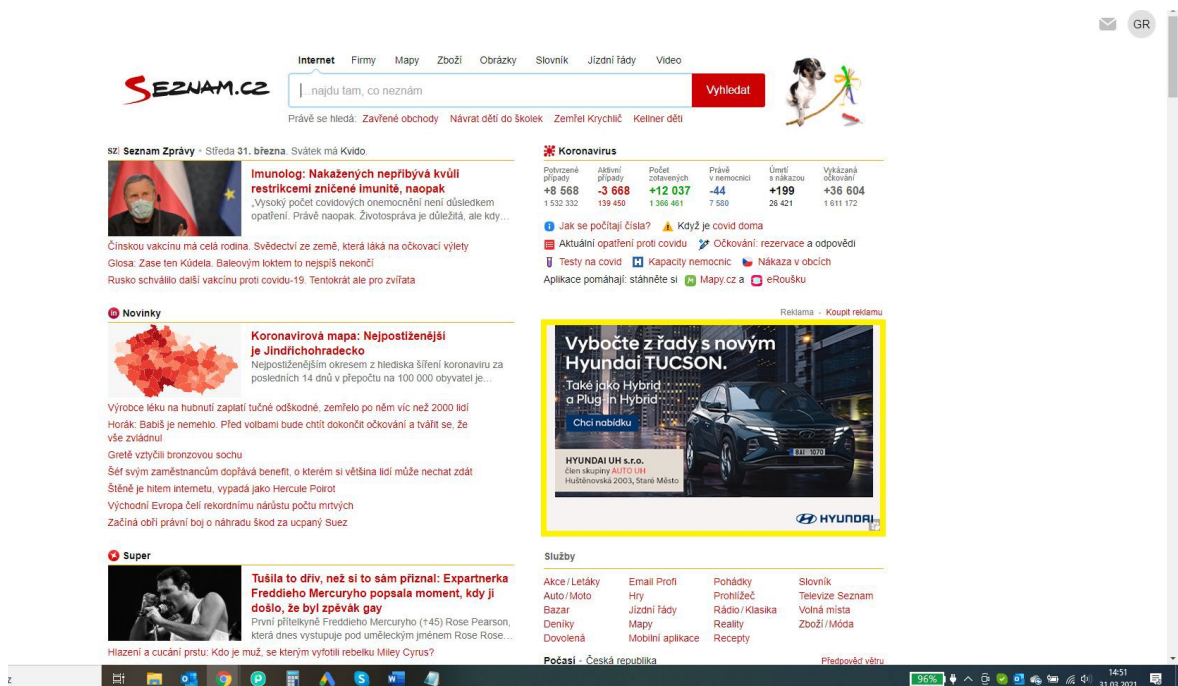 GR
Internet Firmy Mapy Zboží Obrázky Slovník Jízdní řády Video
SEZNAM.CZ
...najdu tam, co neznám
Vyhledat
Právě se hledá: Zavřené obchody Návrat dětí do školek Zemřel Krychlič Kellner děti
SZ Seznam Zprávy - Středa 31. března. Svátek má Kvido.
Imunolog: Nakažených nepřibývá kvůli
restrikcemi zničené imunitě, naopak
„Vysoký počet covidových onemocnění není důsledkem
opatření. Právě naopak. Životospráva je důležitá, ale kdy...
Čínskou vakcínu má celá rodina. Svědectví ze země, která láká na očkovací výlety
Glosa: Zase ten Kúdela. Baleovým loktem to nejspíš nekončí
Rusko schválilo další vakcínu proti covidu-19. Tentokrát ale pro zvířata
Koronavirus
Potvrzené případy Aktivní případy Počet zotavených Právě v nemocnici Úmrtí s nákazou Vykázaná očkování
+8 568 -3 668 +12 037 -44 +199 +36 604
1 532 332 139 450 1 366 461 7 580 26 421 1 611 172
Jak se počítají čísla? Když je covid doma
Aktuální opatření proti covidu Očkování: rezervace a odpovědi
Testy na covid Kapacity nemocnic Nákaza v obcích
Aplikace pomáhají: stáhněte si Mapy.cz a eRoušku
Novinky
Koronavirová mapa: Nejpostiženější
je Jindřichohradecko
Nejpostiženějším okresem z hlediska šíření koronaviru za
posledních 14 dnů v přepočtu na 100 000 obyvatel je...
Výrobce léku na hubnutí zaplatí tučné odškodné, zemřelo po něm víc než 2000 lidí
Horák: Babiš je nemehlo. Před volbami bude chtít dokončit očkování a tvářit se, že
vše zvládnul
Gretě vztyčili bronzovou sochu
Šéf svým zaměstnancům dopřává benefit, o kterém si většina lidí může nechat zdát
Štěně je hitem internetu, vypadá jako Hercule Poirot
Východní Evropa čelí rekordnímu nárůstu počtu mrtvých
Začíná obří právní boj o náhradu škod za ucpaný Suez
Reklama - Koupit reklamu
Vybočte z řady s novým
Hyundai TUCSON.
Také jako Hybrid
a Plug-in Hybrid
Chci nabídku
8AI 1070
HYUNDAI UH s.r.o.
člen skupiny AUTO UH
Huštěnovská 2003, Staré Město
HYUNDAI
Super
Tušila to dřív, než si to sám přiznal: Expartnerka
Freddieho Mercuryho popsala moment, kdy jí
došlo, že byl zpěvák gay
První přítelkyně Freddieho Mercuryho (†45) Rose Pearson,
která dnes vystupuje pod uměleckým jménem Rose Rose...
Hlazení a cucání prstu: Kdo je muž, se kterým vyfotili rebelku Miley Cyrus?
Služby
Akce / Letáky Email Profi Pohádky Slovník
Auto / Moto Hry Prohlížeč Televize Seznam
Bazar Jízdní řády Rádio / Klasika Volná místa
Deníky Mapy Reality Zboží / Móda
Dovolená Mobilní aplikace Recepty
Počasí - Česká republika Předpověď větru
96%
14:51
31.03.2021